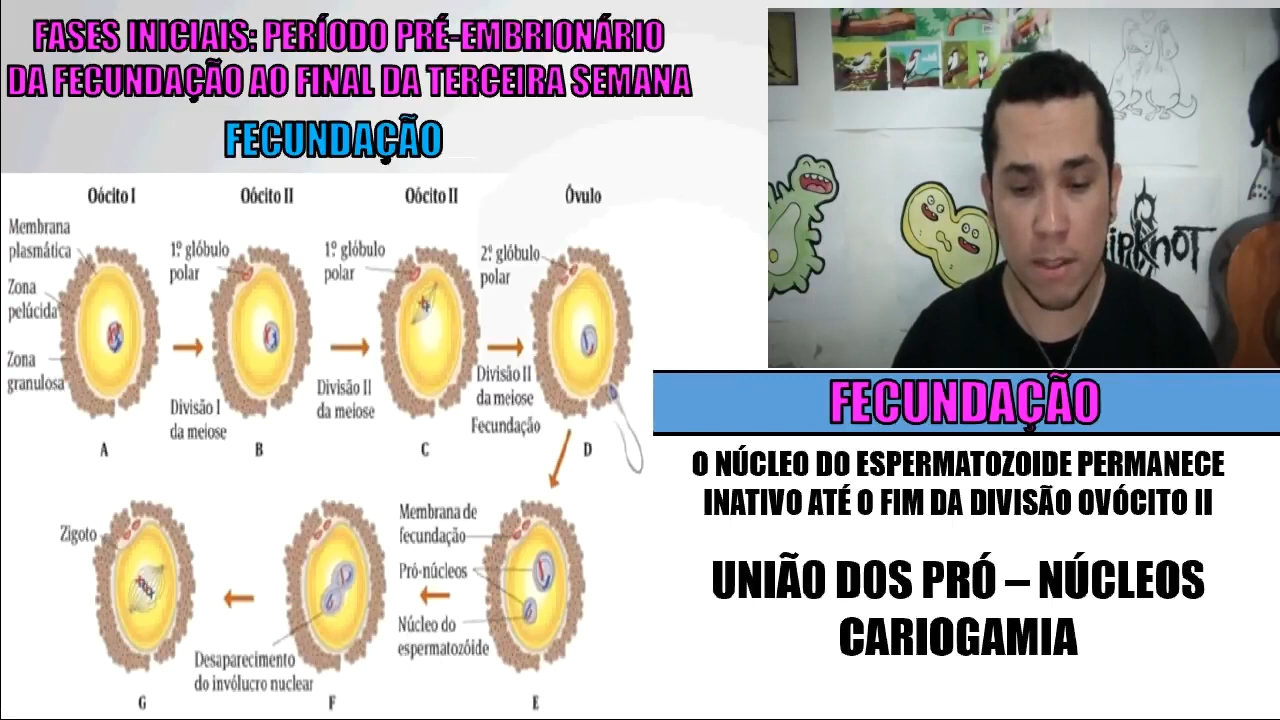 FASES INICIAIS: PERÍODO PRÉ-EMBRIONÁRIO
DA FECUNDAÇÃO AO FINAL DA TERCEIRA SEMANA
FECUNDAÇÃO
Oócito I
Oócito II
Oócito II
Óvulo
Membrana
plasmática
Zona
pelúcida
Zona
granulosa
1º glóbulo
polar
1º glóbulo
polar
2º glóbulo
polar
Divisão I
da meiose
Divisão II
da meiose
Divisão II
da meiose
Fecundação
A
B
C
D
Zigoto
Membrana de
fecundação
Pró-núcleos
Núcleo do
espermatozóide
Desaparecimento
do invólucro nuclear
G
F
E
SLIPKNOT
FECUNDAÇÃO
O NÚCLEO DO ESPERMATOZOIDE PERMANECE
INATIVO ATÉ O FIM DA DIVISÃO OVÓCITO II
UNIÃO DOS PRÓ – NÚCLEOS
CARIOGAMIA